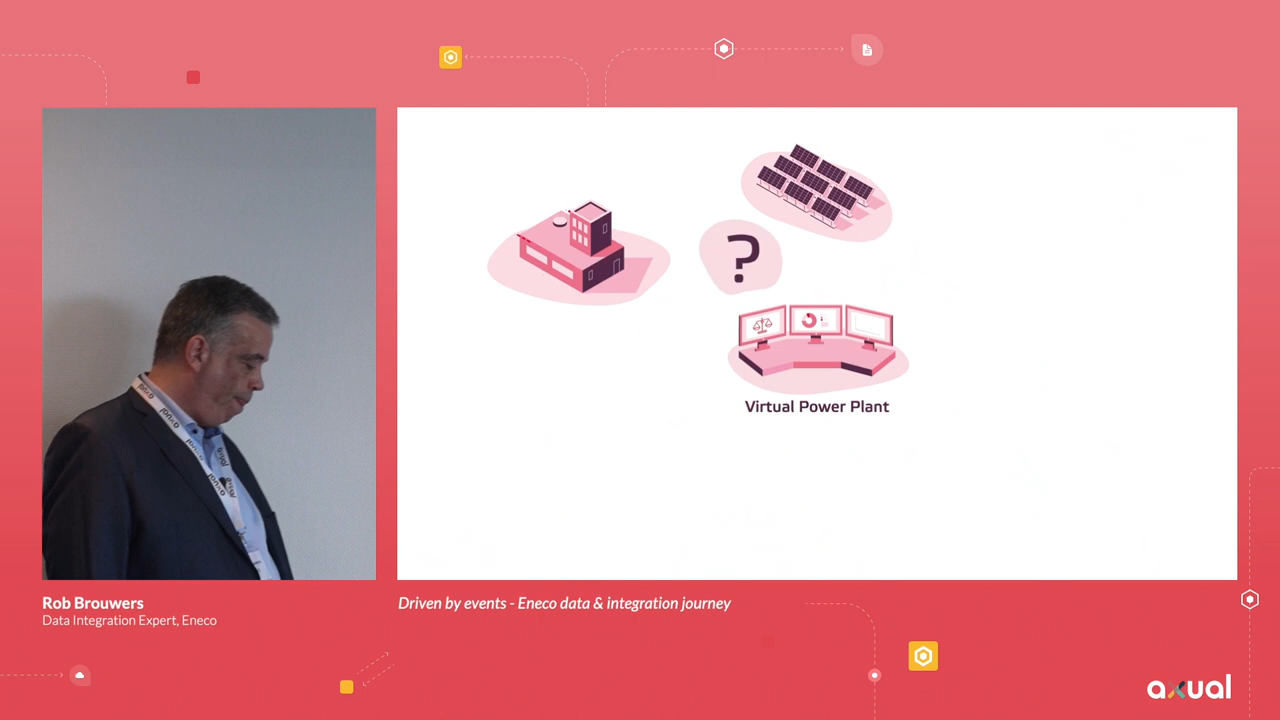 ?
Virtual Power Plant
Rob Brouwers
Data Integration Expert, Eneco
Driven by events - Eneco data & integration journey
axual